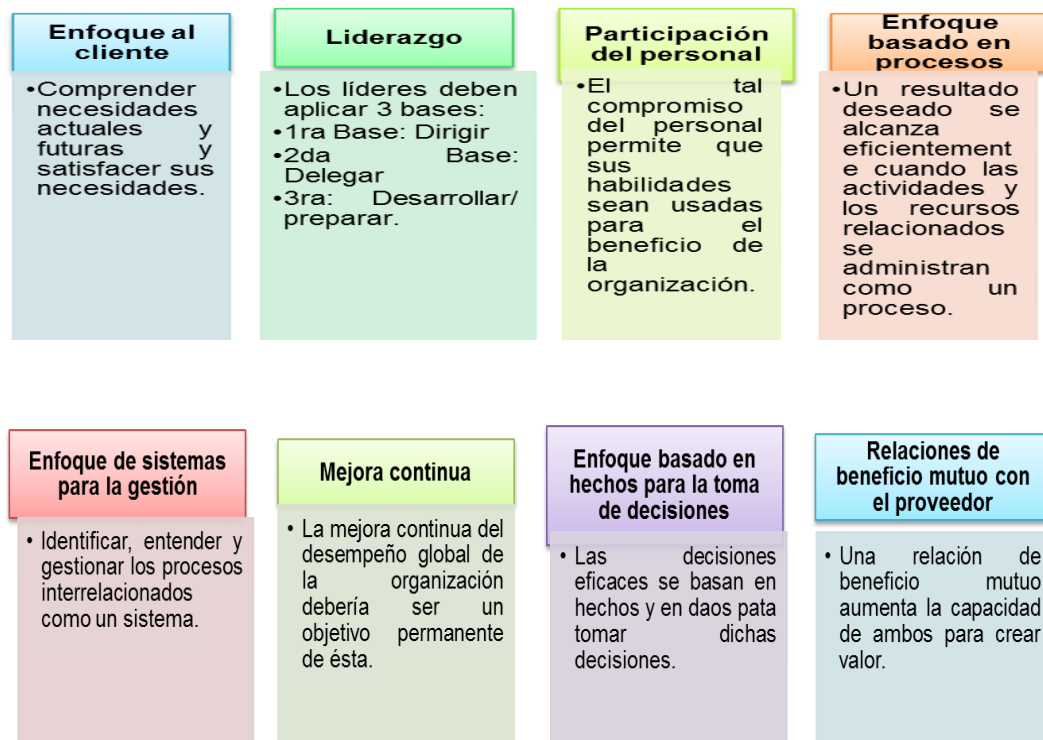 Enfoque al
cliente
•Comprender
necesidades
actuales y
futuras y
satisfacer sus
necesidades.
Liderazgo
•Los líderes deben
aplicar 3 bases:
•1ra Base: Dirigir
•2da Base:
Delegar
•3ra: Desarrollar/
preparar.
Participación
del personal
•El tal
compromiso
del personal
permite que
sus
habilidades
sean usadas
para el
beneficio de
la
organización.
Enfoque
basado en
procesos
•Un resultado
deseado se
alcanza
eficientement
e cuando las
actividades y
los recursos
relacionados
se
administran
como un
proceso.
Enfoque de sistemas
para la gestión
• Identificar, entender y
gestionar los procesos
interrelacionados
como un sistema.
Mejora continua
• La mejora continua del
desempeño global de
la organización
debería ser un
objetivo permanente
de ésta.
Enfoque basado en
hechos para la toma
de decisiones
• Las decisiones
eficaces se basan en
hechos y en daos pata
tomar dichas
decisiones.
Relaciones de
beneficio mutuo con
el proveedor
• Una relación de
beneficio mutuo
aumenta la capacidad
de ambos para crear
valor.